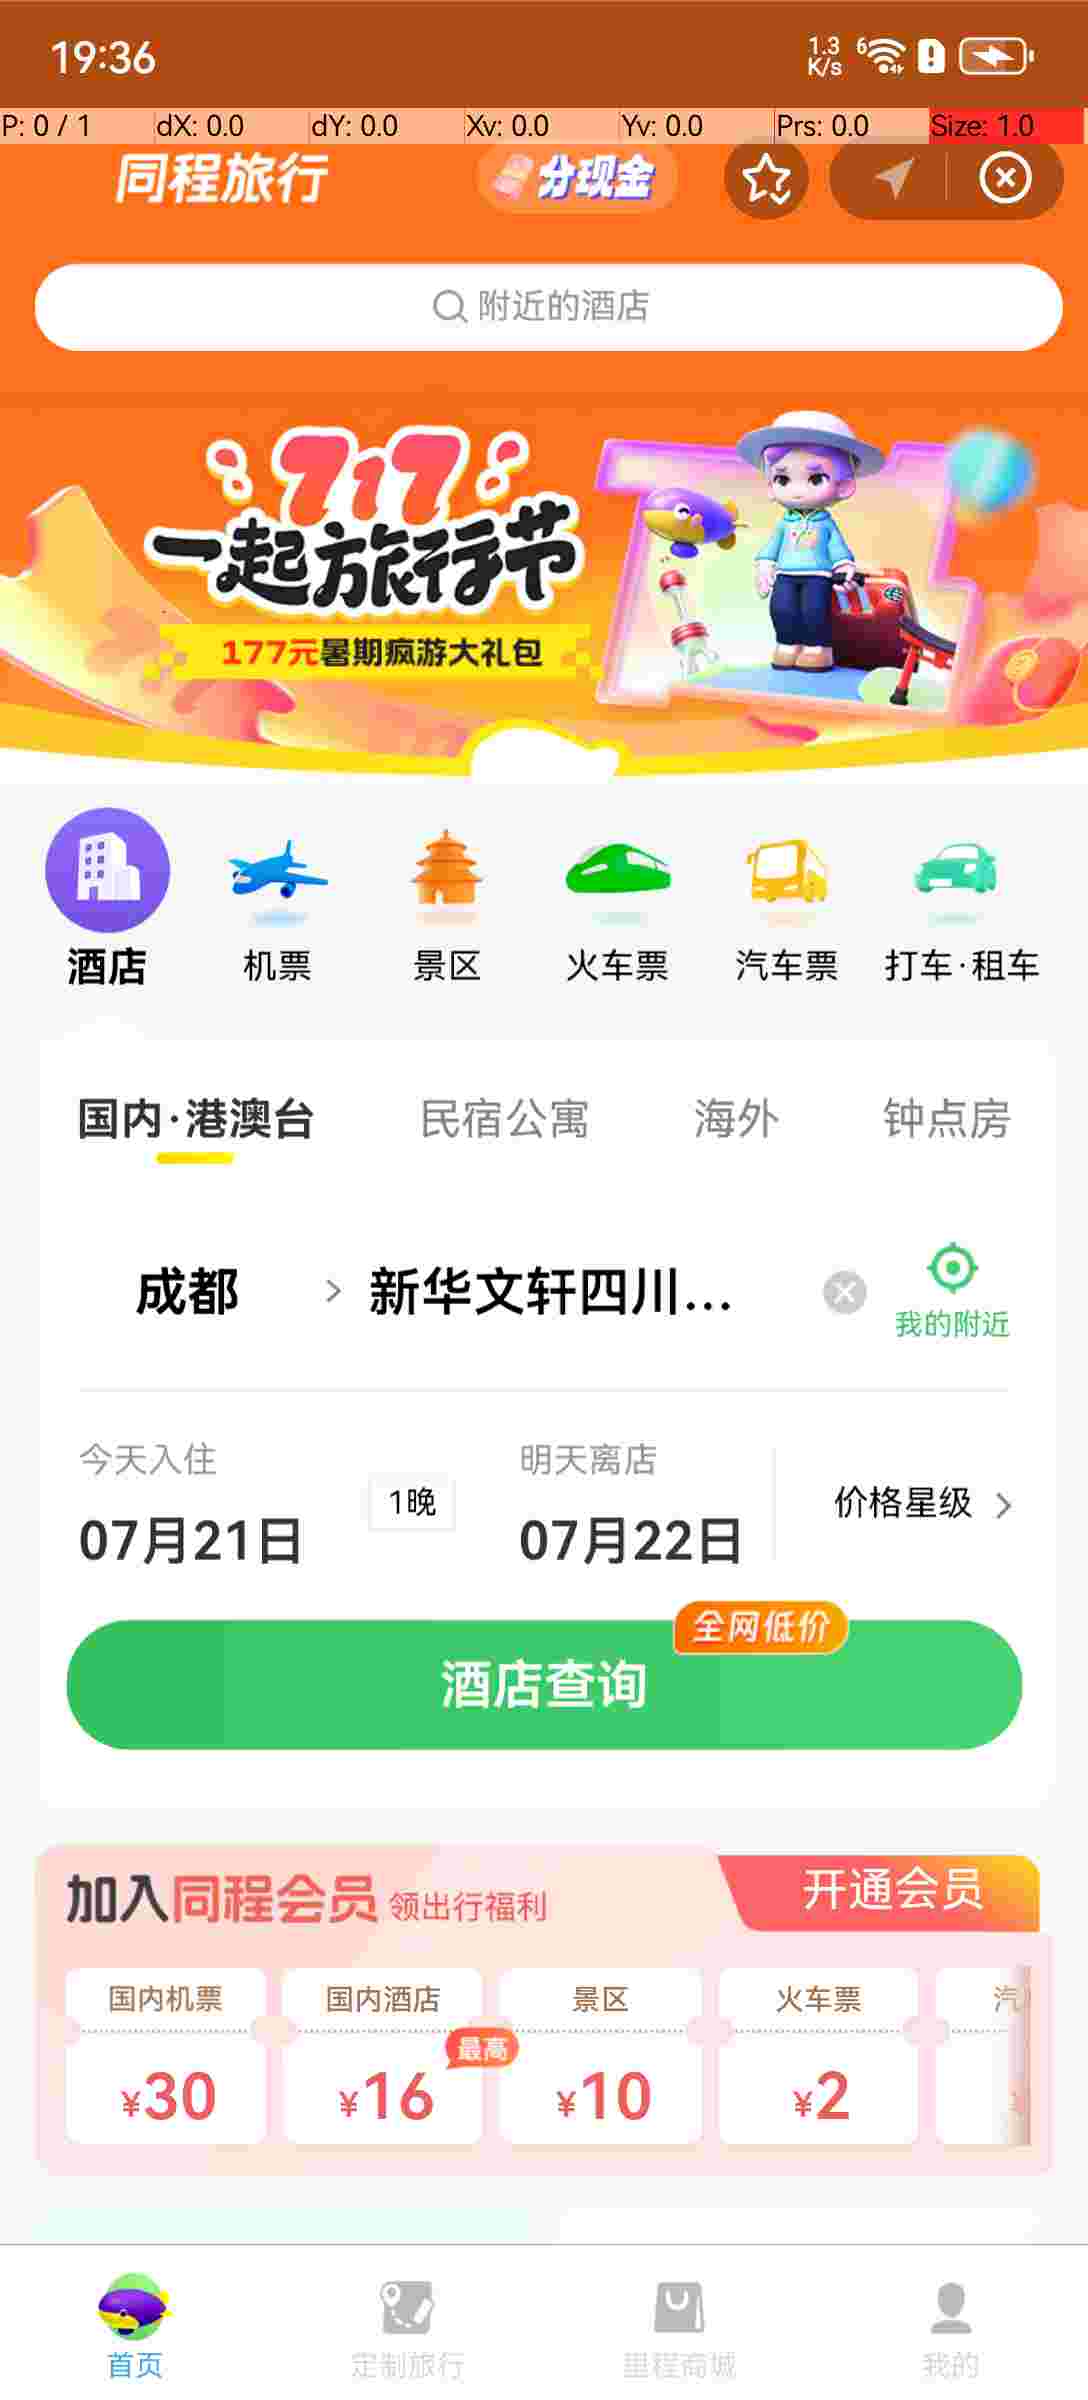 19:36
1.3 K/s
6
P: 0 / 1
dX: 0.0
dY: 0.0
Xv: 0.0
Yv: 0.0
Prs: 0.0
Size: 1.0
同程旅行
分现金
附近的酒店
7.17
一起旅行节
177元暑期疯游大礼包
酒店
机票
景区
火车票
汽车票
打车·租车
国内·港澳台
民宿公寓
海外
钟点房
成都
新华文轩四川...
我的附近
今天入住
明天离店
07月21日
1晚
07月22日
价格星级
全网低价
酒店查询
加入同程会员 领出行福利
开通会员
国内机票
国内酒店
景区
火车票
¥30
最高
¥16
¥10
¥2
首页
定制旅行
里程商城
我的